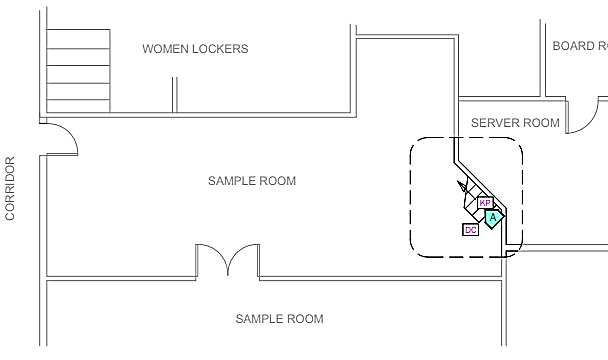 WOMEN LOCKERS
BOARD RO
SERVER ROOM
CORRIDOR
SAMPLE ROOM
KP
A
DC
SAMPLE ROOM